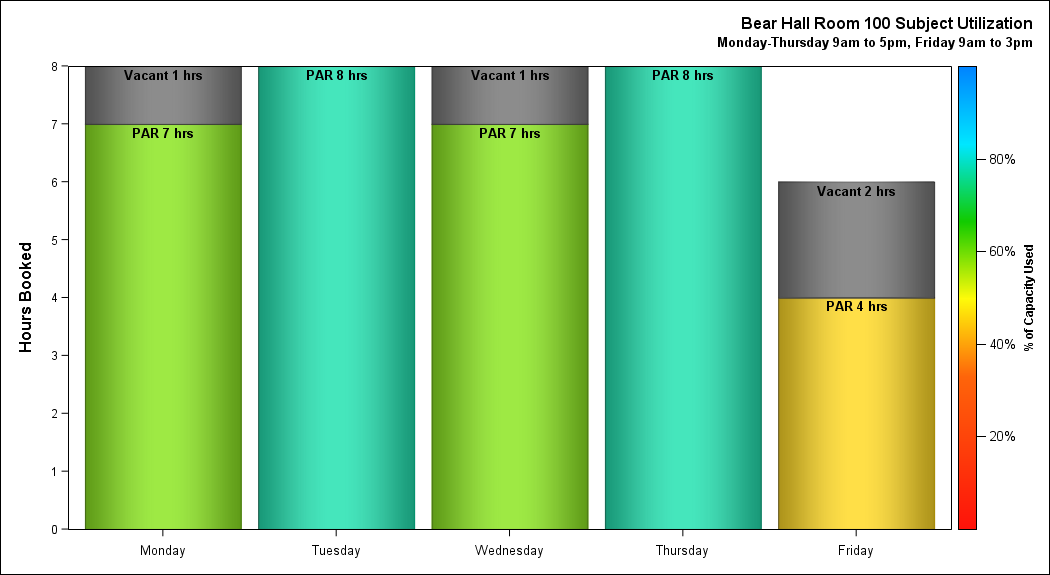 Bear Hall Room 100 Subject Utilization
Monday-Thursday 9am to 5pm, Friday 9am to 3pm
Hours Booked
8
7
6
5
4
3
2
1
0
Vacant 1 hrs
PAR 7 hrs
PAR 8 hrs
Vacant 1 hrs
PAR 7 hrs
PAR 8 hrs
Vacant 2 hrs
PAR 4 hrs
Monday
Tuesday
Wednesday
Thursday
Friday
80%
60%
40%
20%
% of Capacity Used